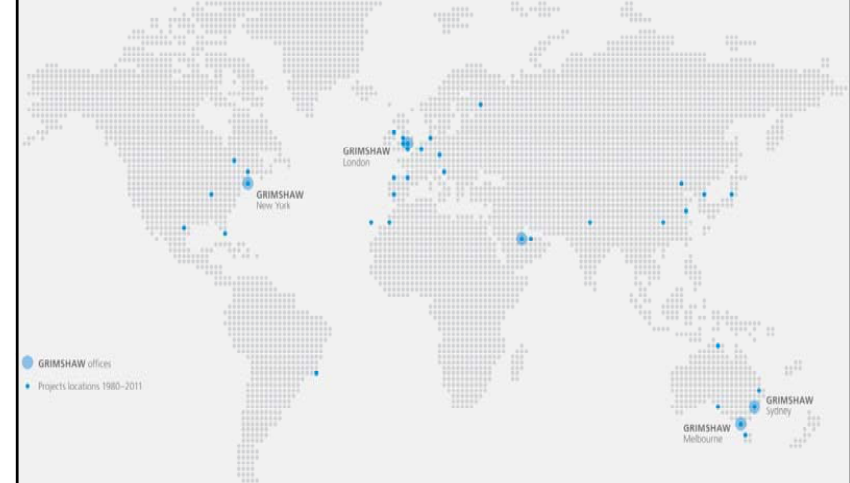 GRIMSHAW
London
GRIMSHAW
New York
GRIMSHAW offices
Projects locations 1980–2011
GRIMSHAW
Sydney
GRIMSHAW
Melbourne